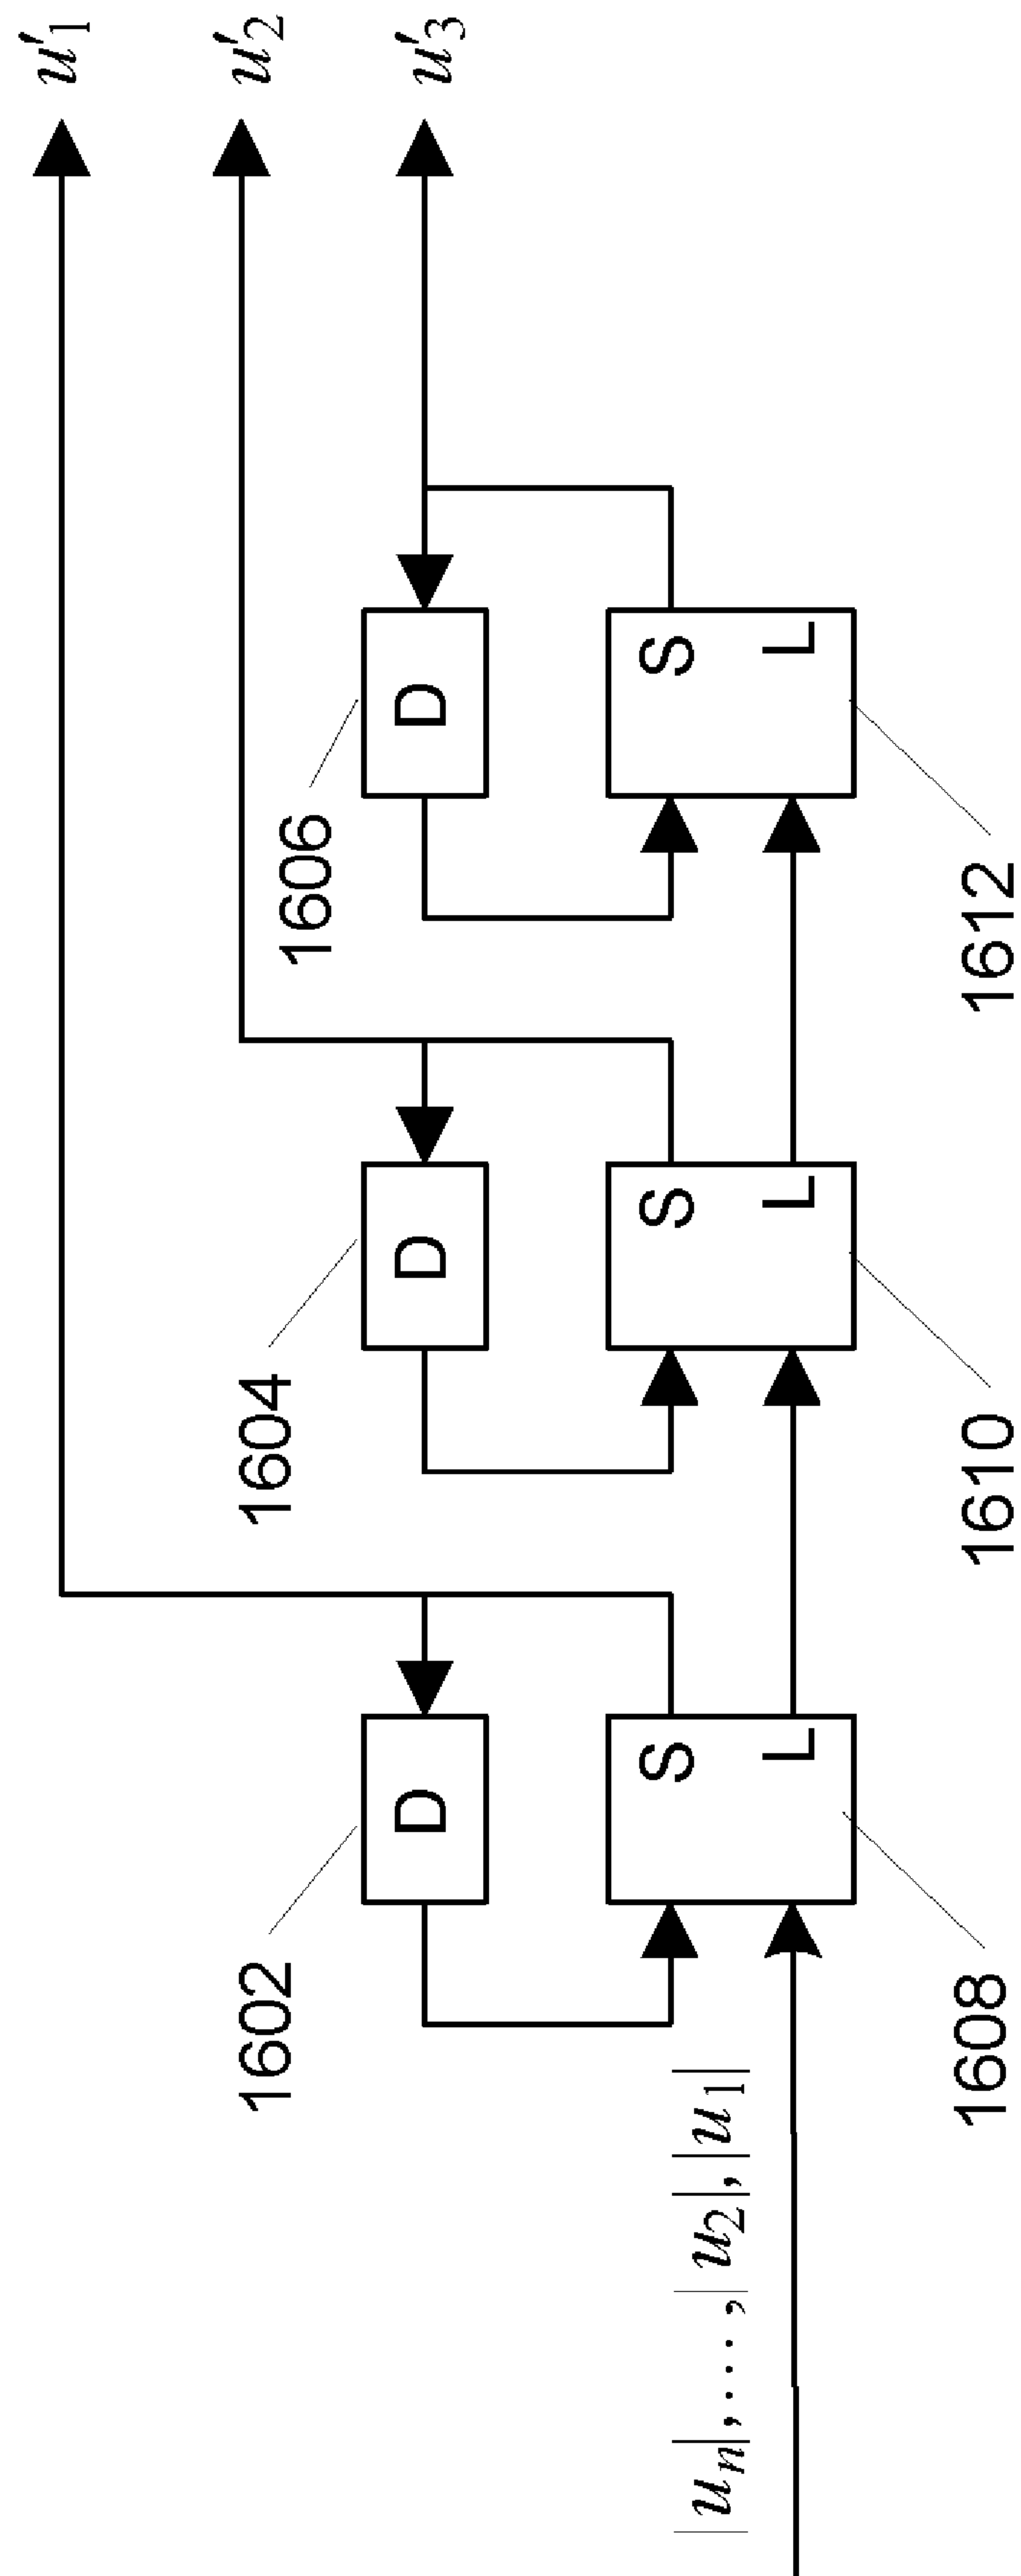 u'1
u'2
u'3
1602
D
1604
D
1606
D
|un|,...,|u2|,|u1|
S
L
S
L
S
L
1608
1610
1612